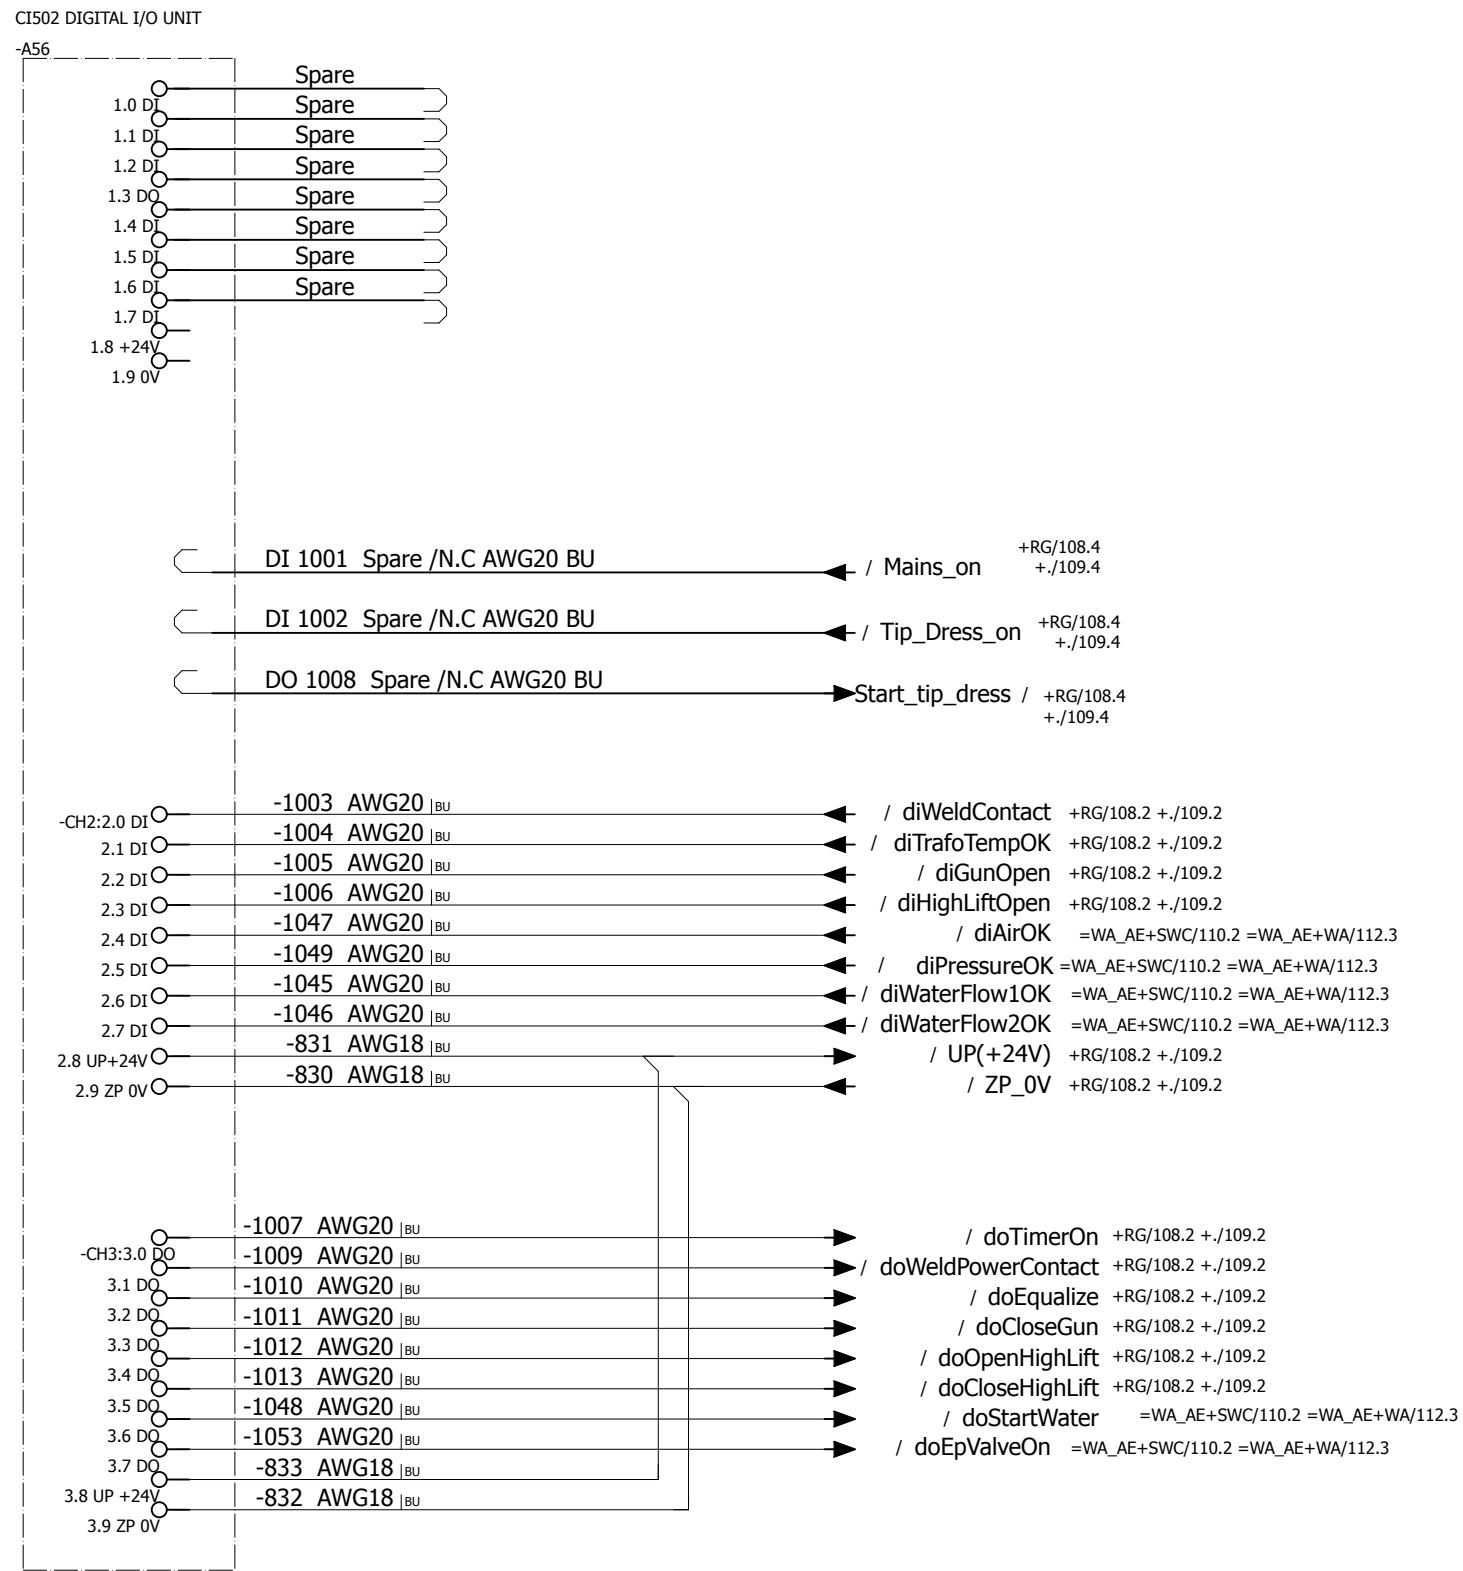 CI502 DIGITAL I/O UNIT
-A56
Spare
1.0 DI
Spare
1.1 DI
Spare
1.2 DI
Spare
1.3 DO
Spare
1.4 DI
Spare
1.5 DI
Spare
1.6 DI
Spare
1.7 DI
1.8 +24V
1.9 0V
DI 1001 Spare /N.C AWG20 BU / Mains_on +RG/108.4
+./109.4
DI 1002 Spare /N.C AWG20 BU / Tip_Dress_on +RG/108.4
+./109.4
DO 1008 Spare /N.C AWG20 BU Start_tip_dress / +RG/108.4
+./109.4
-CH2:2.0 DI -1003 AWG20 BU / diWeldContact +RG/108.2 +./109.2
2.1 DI -1004 AWG20 BU / diTrafoTempOK +RG/108.2 +./109.2
2.2 DI -1005 AWG20 BU / diGunOpen +RG/108.2 +./109.2
2.3 DI -1006 AWG20 BU / diHighLiftOpen +RG/108.2 +./109.2
2.4 DI -1047 AWG20 BU / diAirOK =WA_AE+SWC/110.2 =WA_AE+WA/112.3
2.5 DI -1049 AWG20 BU / diPressureOK =WA_AE+SWC/110.2 =WA_AE+WA/112.3
2.6 DI -1045 AWG20 BU / diWaterFlow1OK =WA_AE+SWC/110.2 =WA_AE+WA/112.3
2.7 DI -1046 AWG20 BU / diWaterFlow2OK =WA_AE+SWC/110.2 =WA_AE+WA/112.3
2.8 UP+24V -831 AWG18 BU / UP(+24V) +RG/108.2 +./109.2
2.9 ZP 0V -830 AWG18 BU / ZP_0V +RG/108.2 +./109.2
-CH3:3.0 DO -1007 AWG20 BU / doTimerOn +RG/108.2 +./109.2
3.1 DO -1009 AWG20 BU / doWeldPowerContact +RG/108.2 +./109.2
3.2 DO -1010 AWG20 BU / doEqualize +RG/108.2 +./109.2
3.3 DO -1011 AWG20 BU / doCloseGun +RG/108.2 +./109.2
3.4 DO -1012 AWG20 BU / doOpenHighLift +RG/108.2 +./109.2
3.5 DO -1013 AWG20 BU / doCloseHighLift +RG/108.2 +./109.2
3.6 DO -1048 AWG20 BU / doStartWater =WA_AE+SWC/110.2 =WA_AE+WA/112.3
3.7 DO -1053 AWG20 BU / doEpValveOn =WA_AE+SWC/110.2 =WA_AE+WA/112.3
3.8 UP +24V -833 AWG18 BU
3.9 ZP 0V -832 AWG18 BU